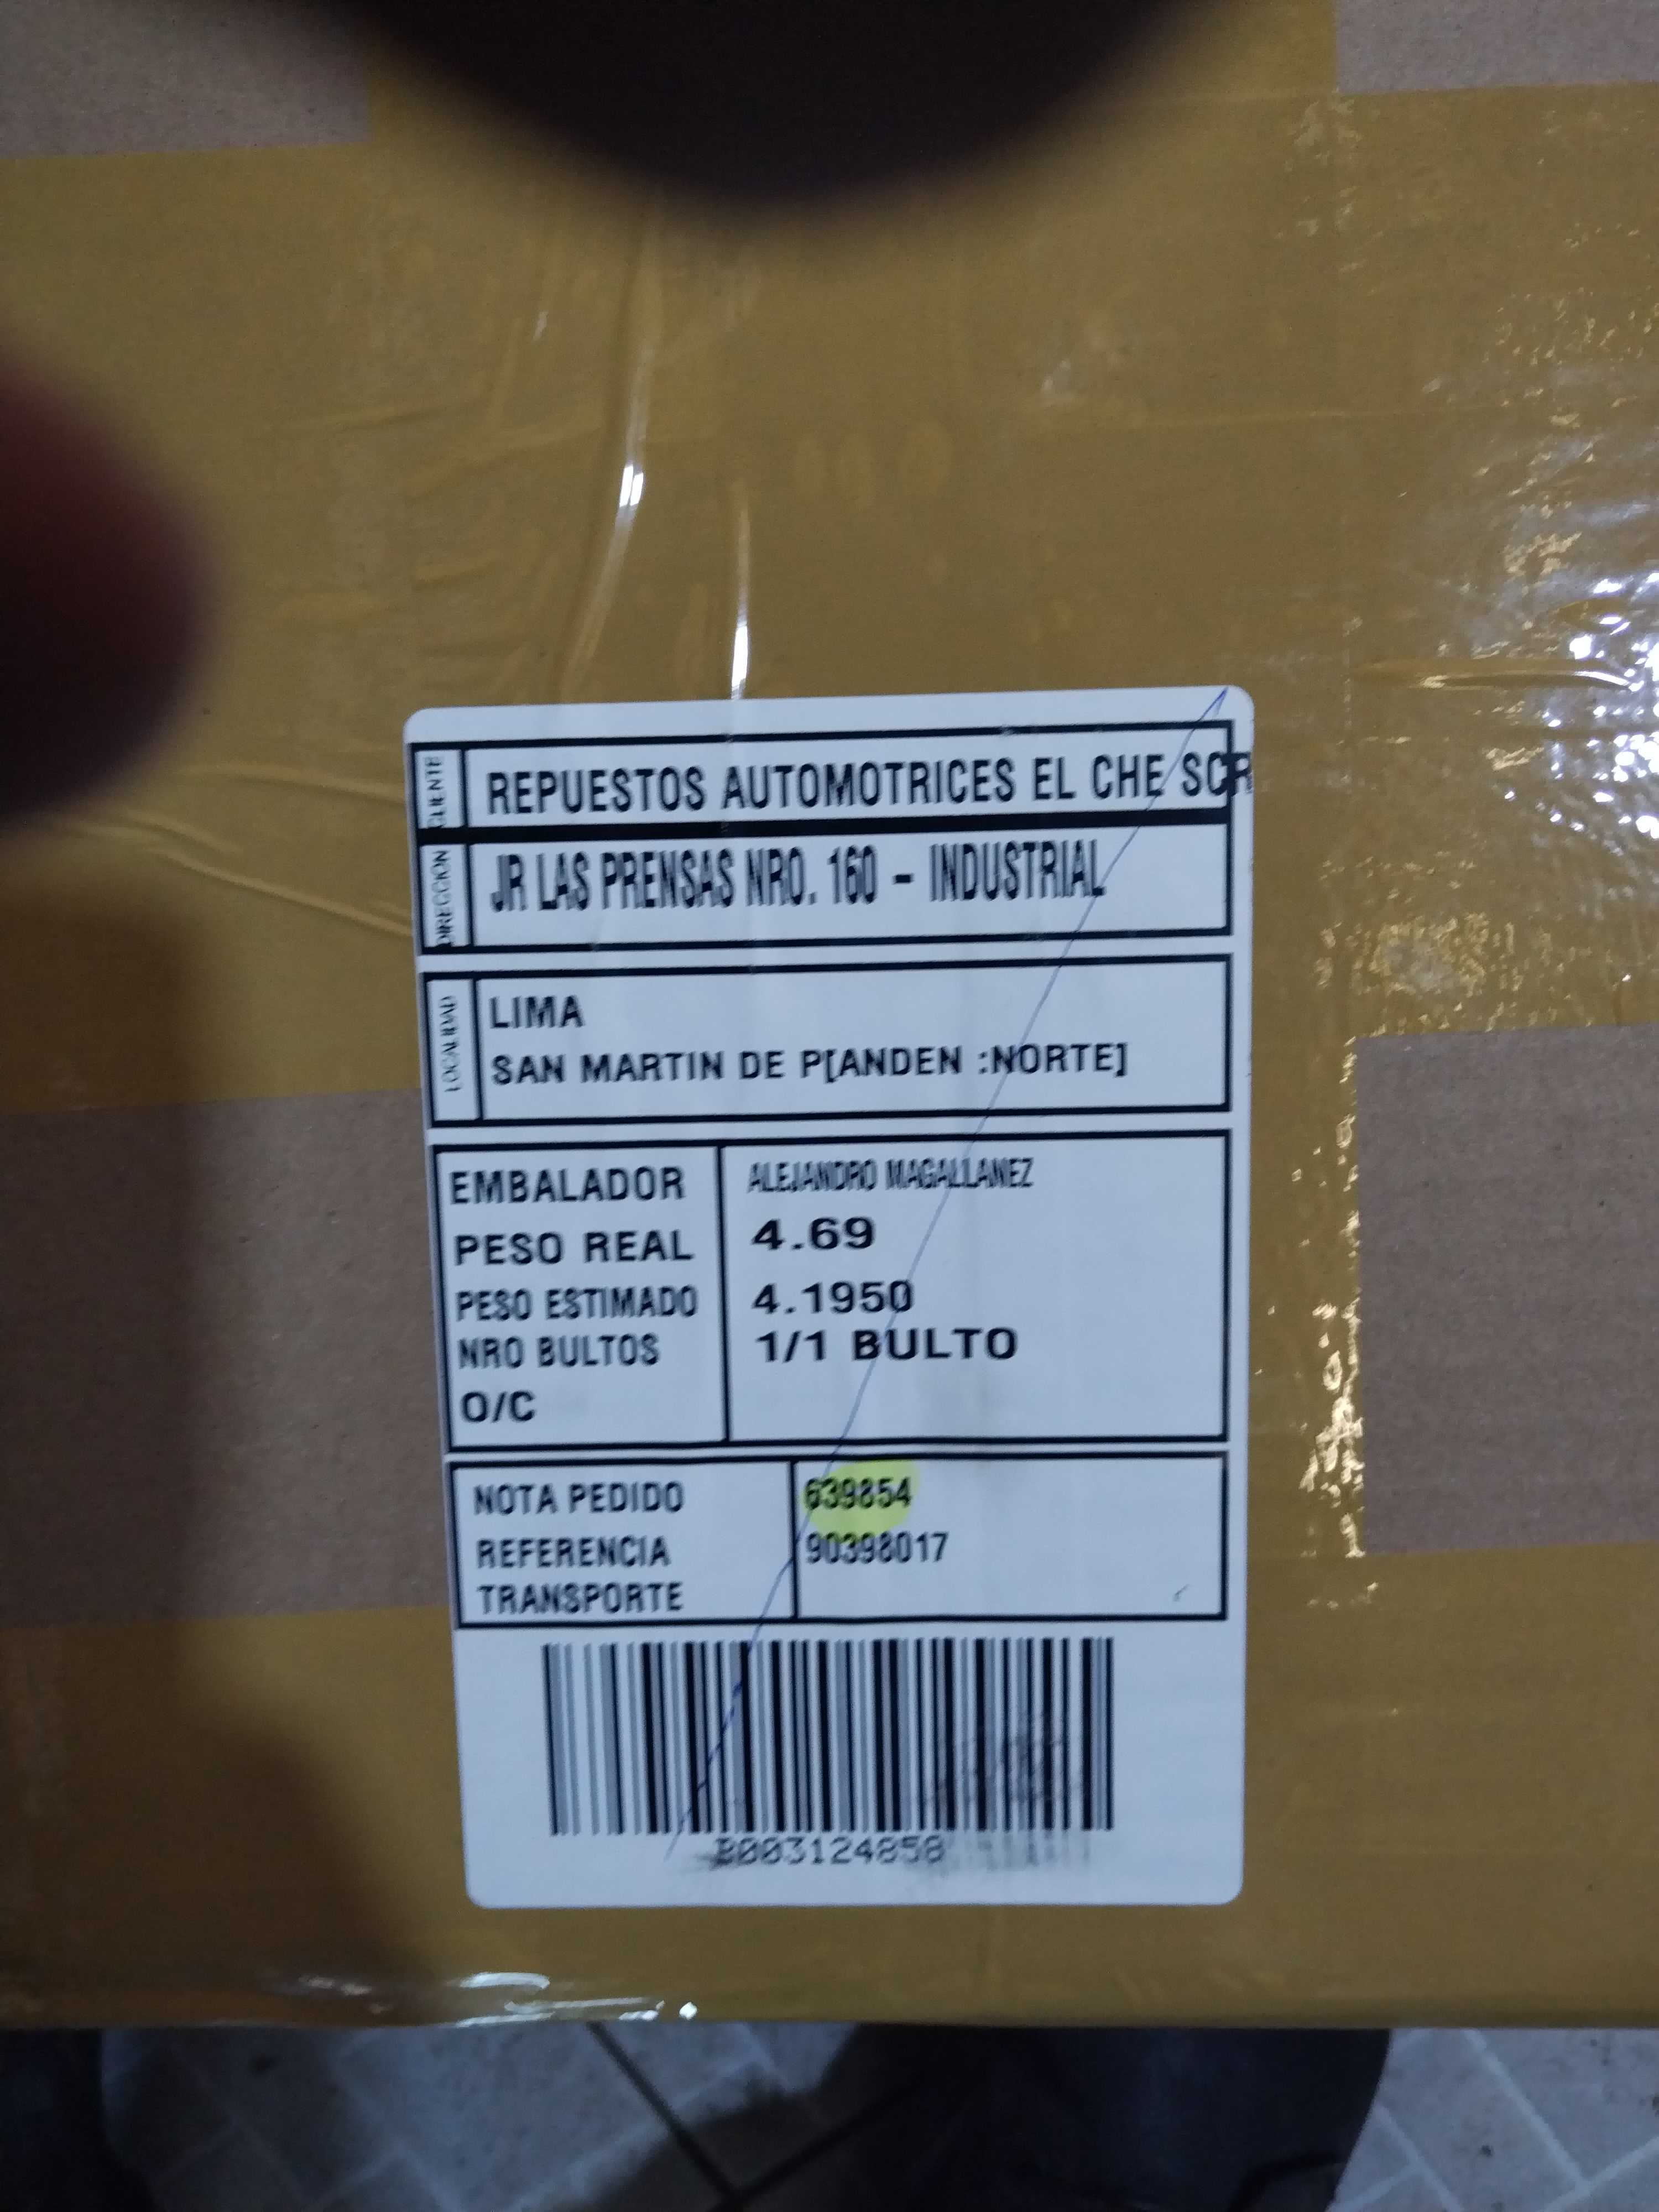 CLIENTE REPUESTOS AUTOMOTRICES EL CHE SCR
DIRECCION JR LAS PRENSAS NRO. 160 - INDUSTRIAL
LOCALIDAD LIMA
SAN MARTIN DE P[ANDEN :NORTE]
EMBALADOR ALEJANDRO MAGALLANEZ
PESO REAL 4.69
PESO ESTIMADO 4.1950
NRO BULTOS 1/1 BULTO
O/C
NOTA PEDIDO 639854
REFERENCIA 90398017
TRANSPORTE
B003124858